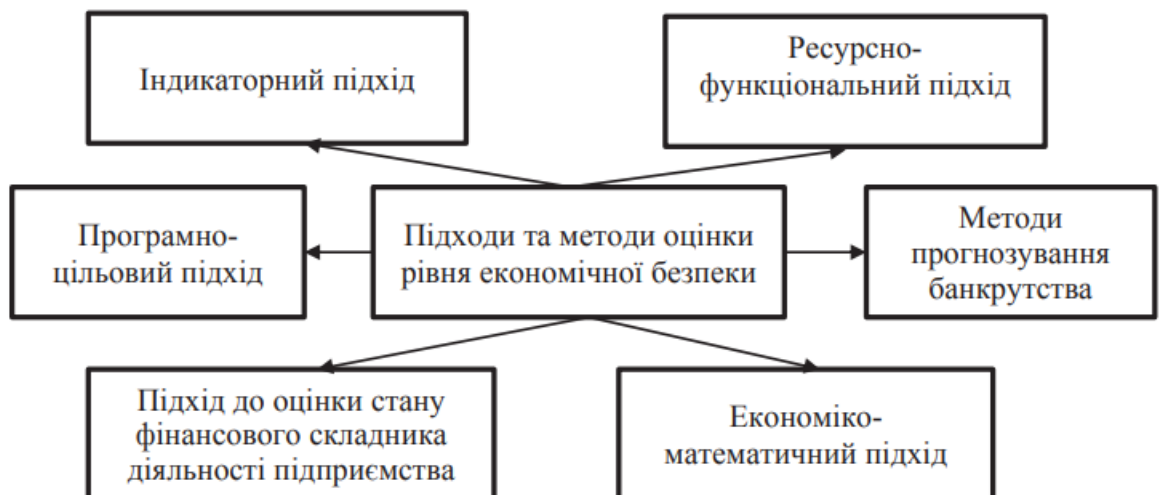 Індикаторний підхід
Ресурсно-
функціональний підхід
Програмно-
цільовий підхід
Підходи та методи оцінки
рівня економічної безпеки
Методи
прогнозування
банкрутства
Підхід до оцінки стану
фінансового складника
діяльності підприємства
Економіко-
математичний підхід